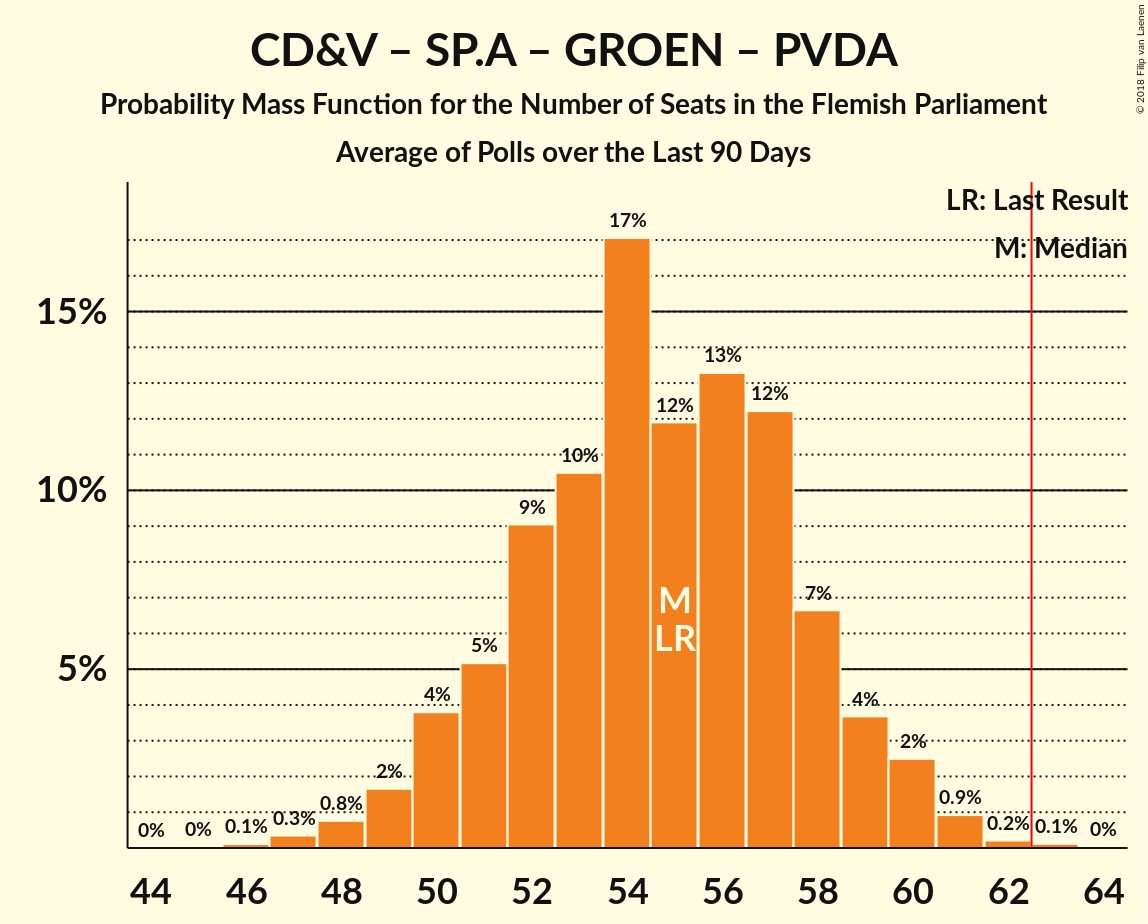 CD&V – SP.A – GROEN – PVDA
Probability Mass Function for the Number of Seats in the Flemish Parliament
Average of Polls over the Last 90 Days
© 2018 Filip van Laenen
LR: Last Result
M: Median
15%
10%
5%
0%
0%
0.1%
0.3%
0.8%
2%
4%
5%
9%
10%
17%
12%
13%
12%
7%
4%
2%
0.9%
0.2%
0.1%
0%
M
LR
44 46 48 50 52 54 56 58 60 62 64